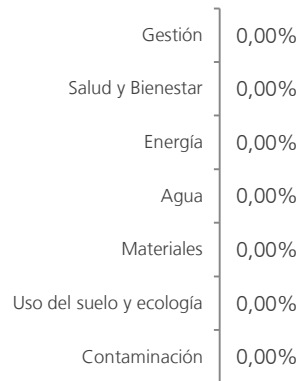 Gestión 0,00%
Salud y Bienestar 0,00%
Energía 0,00%
Agua 0,00%
Materiales 0,00%
Uso del suelo y ecología 0,00%
Contaminación 0,00%